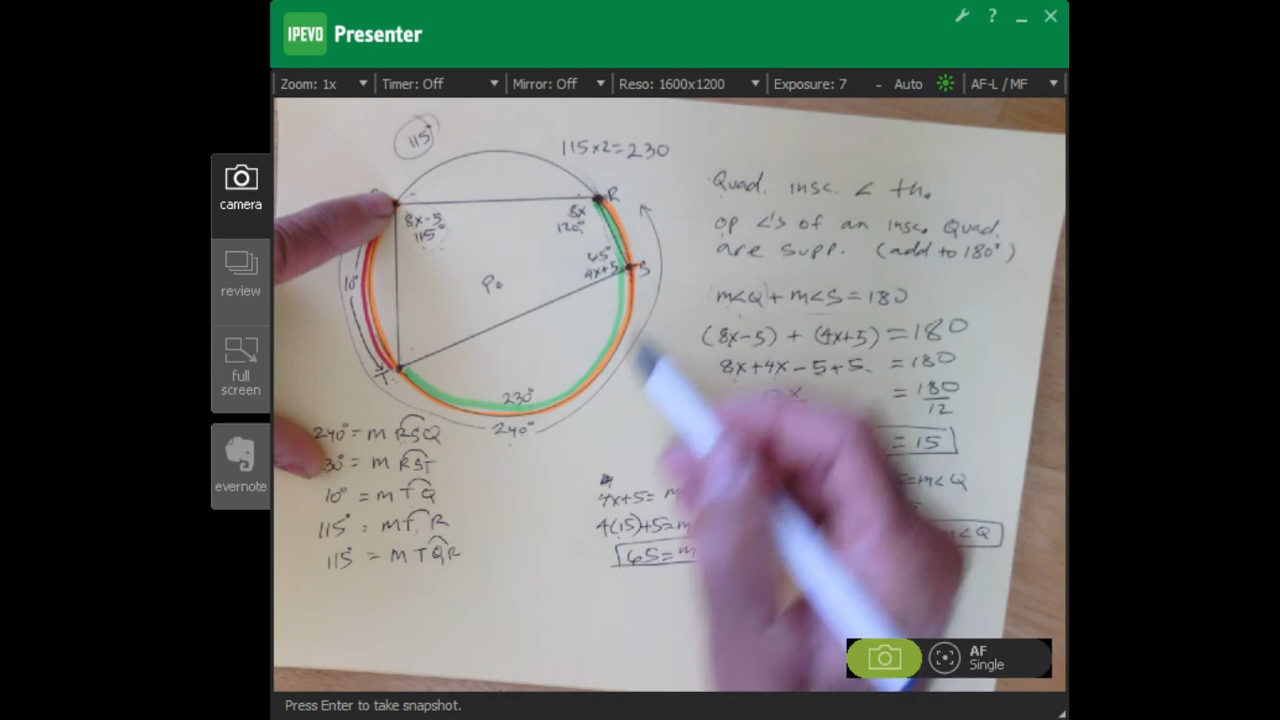 IPEVO Presenter
Zoom: 1x
Timer: Off
Mirror: Off
Reso: 1600x1200
Exposure: 7 - Auto
AF-L / MF
camera
review
full screen
evernote
115°
115 x 2 = 230
R
8x-5
115°
8x
120°
65°
4x+5
S
10°
P
T
230°
240°
240° = m RSQ
30° = m RST
10° = m TQ
115° = m T R
115° = m TQR
Quad. insc. < th.
op <'s of an insc. Quad.
are supp. (add to 180°)
m<Q + m<S = 180
(8x-5) + (4x+5) = 180
8x+4x-5+5 = 180
x = 180
12
= 15
= m<Q
<Q
4x+5 = m
4(15)+5 = m
65 = m
AF
Single
Press Enter to take snapshot.